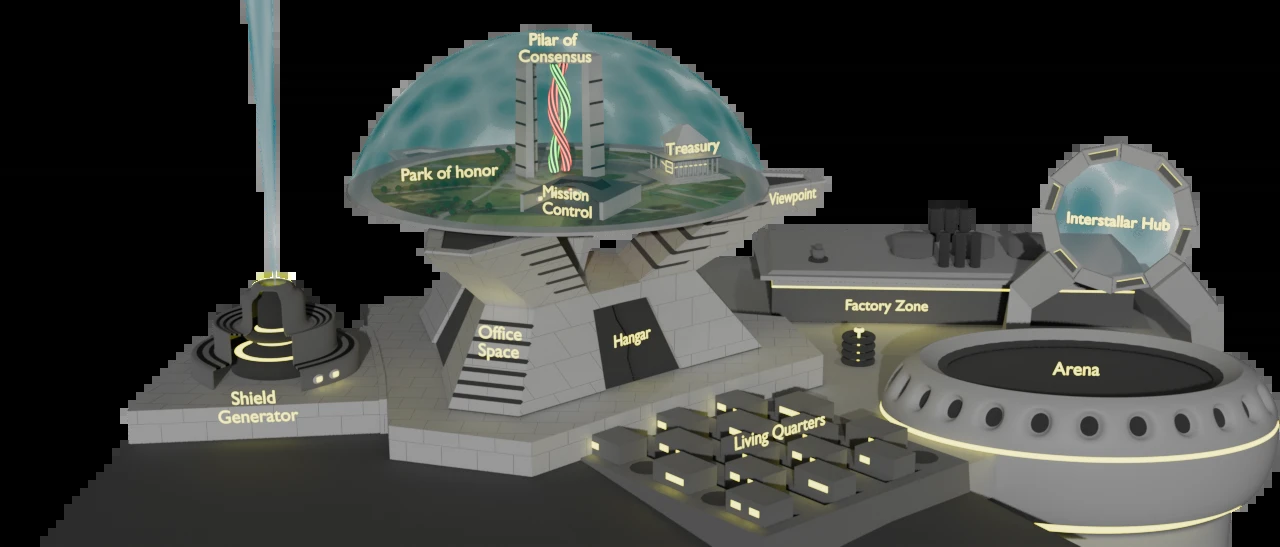 Pilar of
Consensus
Treasury
Park of honor
Mission
Control
Viewpoint
Interstallar Hub
Factory Zone
Office
Space
Hangar
Arena
Shield
Generator
Living Quarters